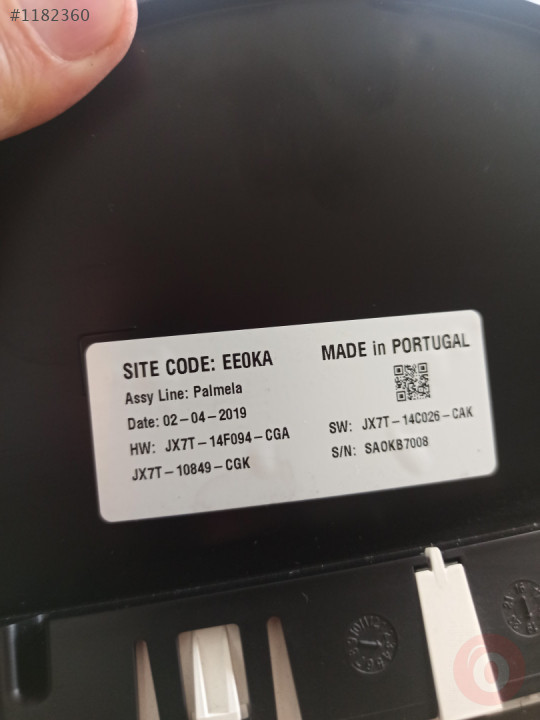 #1182360
SITE CODE: EE0KA
MADE in PORTUGAL
Assy Line: Palmela
Date: 02-04-2019
HW: JX7T-14F094-CGA
JX7T-10849-CGK
SW: JX7T-14C026-CAK
S/N: SAOKB7008